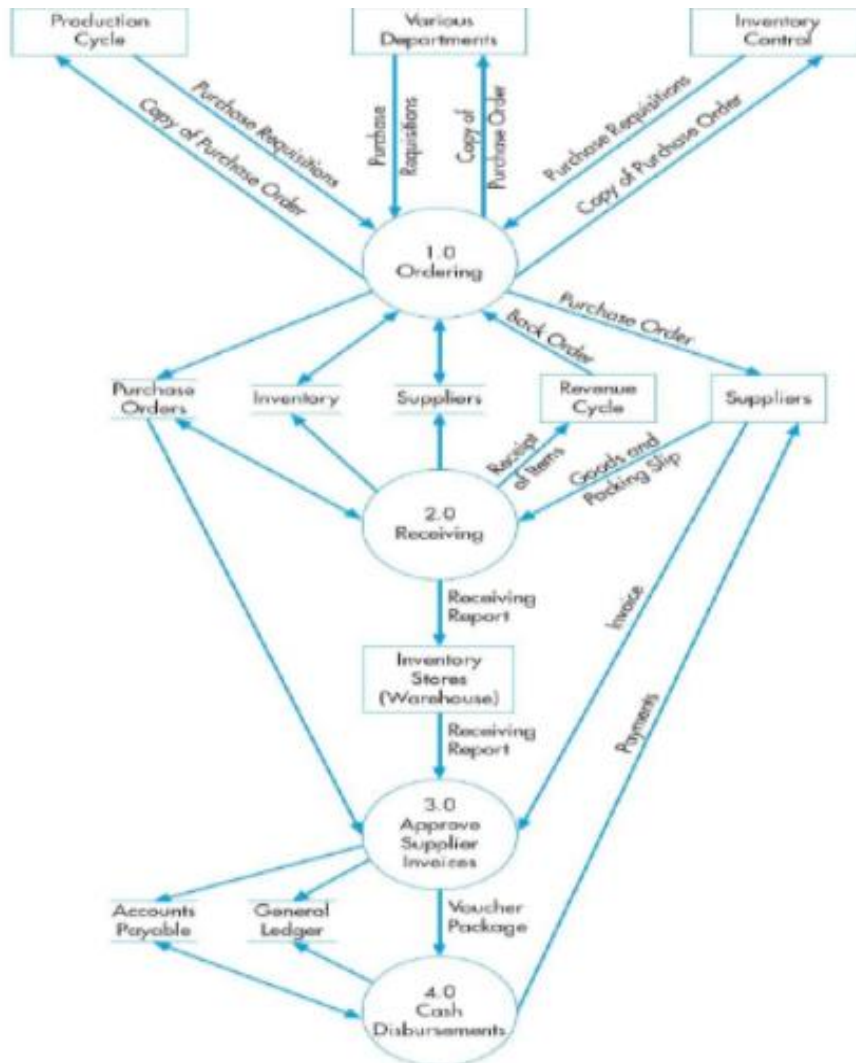 Production
Cycle
Various
Departments
Inventory
Control
Copy of Purchase Order
Purchase Requisitions
Purchase
Requisitions
Copy of
Purchase Order
Purchase Requisitions
Copy of Purchase Order
1.0
Ordering
Purchase Order
Back Order
Purchase
Orders
Inventory
Suppliers
Revenue
Cycle
Suppliers
Receipt
of Items
Goods and
Packing Slip
2.0
Receiving
Receiving
Report
Invoice
Inventory
Stores
(Warehouse)
Payments
Receiving
Report
3.0
Approve
Supplier
Invoices
Accounts
Payable
General
Ledger
Voucher
Package
4.0
Cash
Disbursements